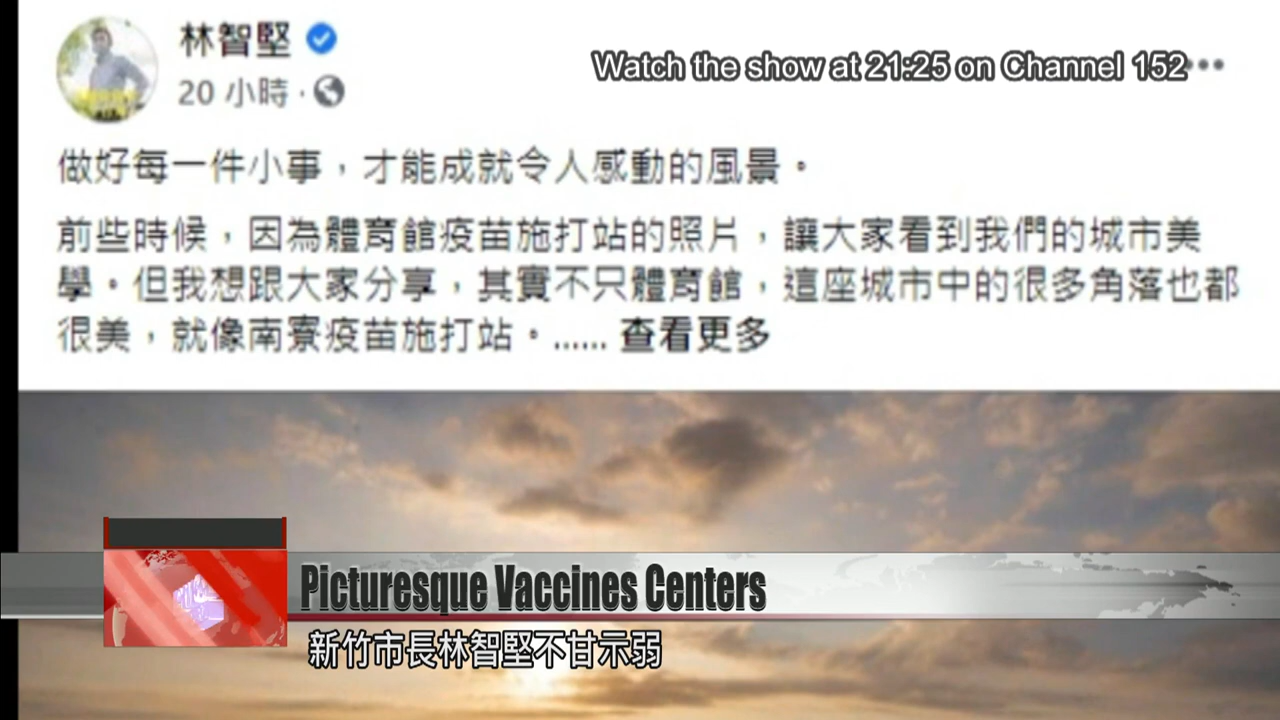 林智堅
Watch the show at 21:25 on Channel 152
20 小時
做好每一件小事，才能成就令人感動的風景。
前些時候，因為體育館疫苗施打站的照片，讓大家看到我們的城市美
學。但我想跟大家分享，其實不只體育館，這座城市中的很多角落也都
很美，就像南寮疫苗施打站。...... 查看更多
Picturesque Vaccines Centers
新竹市長林智堅不甘示弱